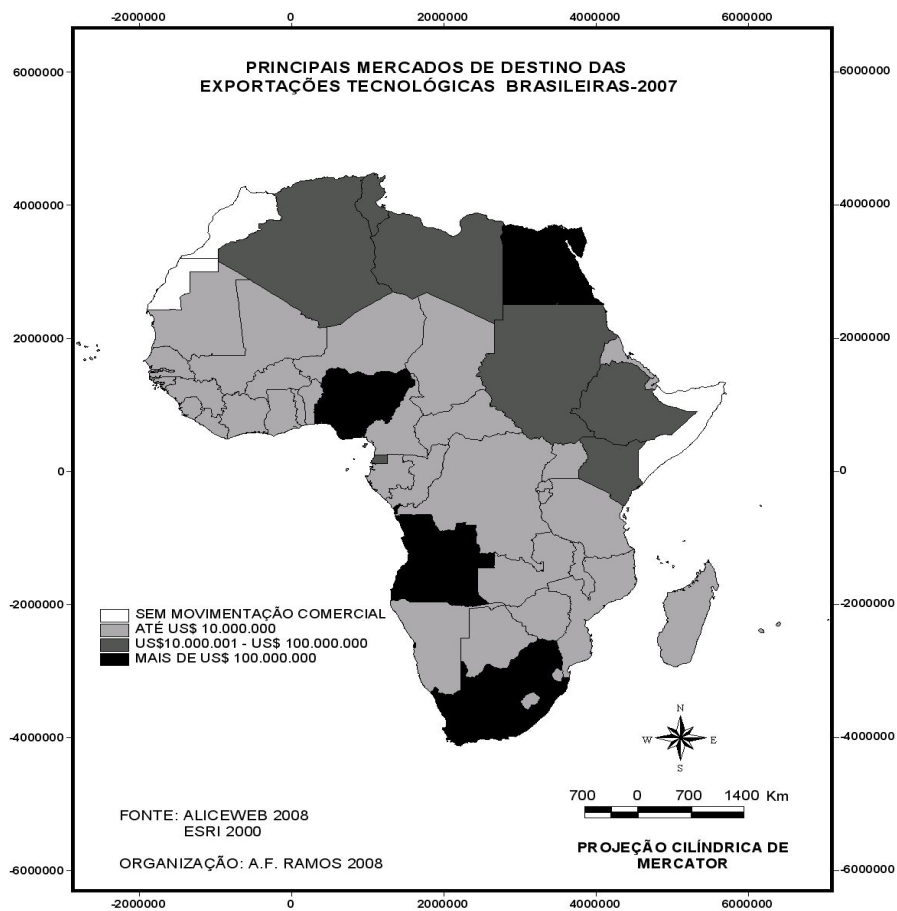 -2000000 0 2000000 4000000 6000000
PRINCIPAIS MERCADOS DE DESTINO DAS
EXPORTAÇÕES TECNOLÓGICAS BRASILEIRAS-2007
6000000 6000000
4000000 4000000
2000000 2000000
0 0
-2000000 -2000000
SEM MOVIMENTAÇÃO COMERCIAL
ATÉ US$ 10.000.000
US$10.000.001 - US$ 100.000.000
MAIS DE US$ 100.000.000
N
W E
S
-4000000 -4000000
700 0 700 1400 Km
FONTE: ALICEWEB 2008
ESRI 2000
ORGANIZAÇÃO: A.F. RAMOS 2008
PROJEÇÃO CILÍNDRICA DE
MERCATOR
-6000000 -6000000
-2000000 0 2000000 4000000 6000000